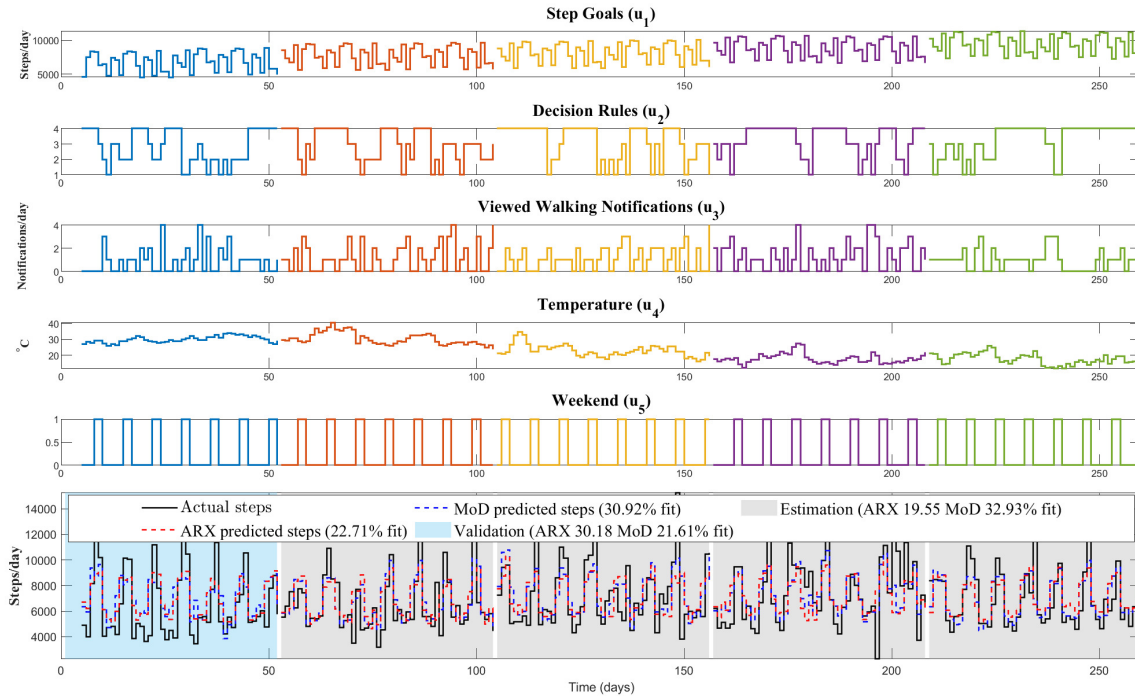 Step Goals (u1)
Steps/day
10000
5000
0 50 100 150 200 250
Decision Rules (u2)
4
3
2
1
0 50 100 150 200 250
Viewed Walking Notifications (u3)
Notifications/day
4
2
0
0 50 100 150 200 250
Temperature (u4)
°C
40
30
20
0 50 100 150 200 250
Weekend (u5)
1
0.5
0
0 50 100 150 200 250
Actual steps
MoD predicted steps (30.92% fit)
Estimation (ARX 19.55 MoD 32.93% fit)
ARX predicted steps (22.71% fit)
Validation (ARX 30.18 MoD 21.61% fit)
Steps/day
14000
12000
10000
8000
6000
4000
0 50 100 150 200 250
Time (days)